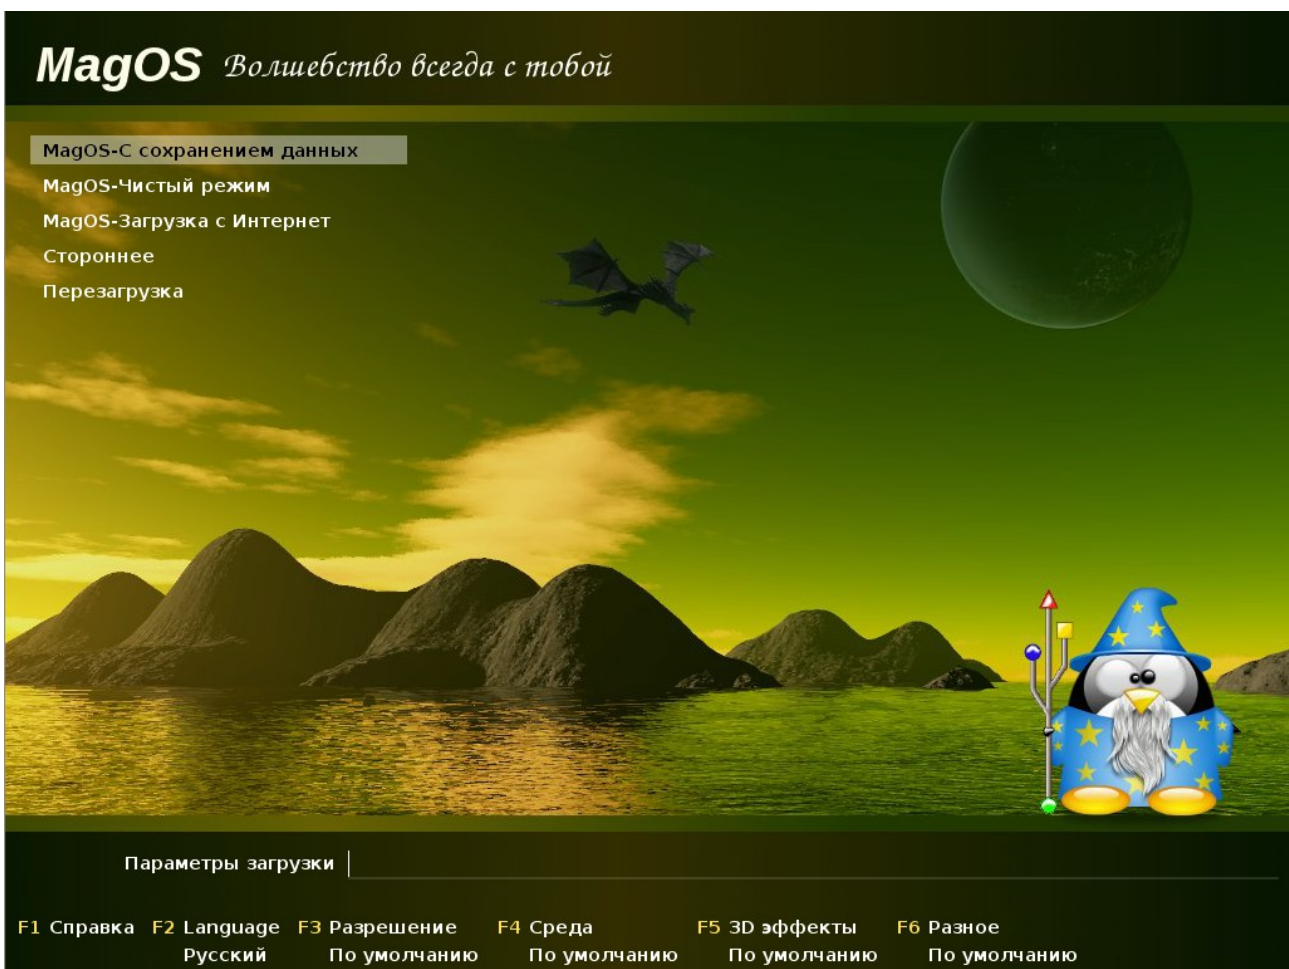 MagOS Волшебство всегда с тобой
MagOS-С сохранением данных
MagOS-Чистый режим
MagOS-Загрузка с Интернет
Стороннее
Перезагрузка
Параметры загрузки
F1 Справка F2 Language F3 Разрешение F4 Среда F5 3D эффекты F6 Разное
Русский По умолчанию По умолчанию По умолчанию По умолчанию